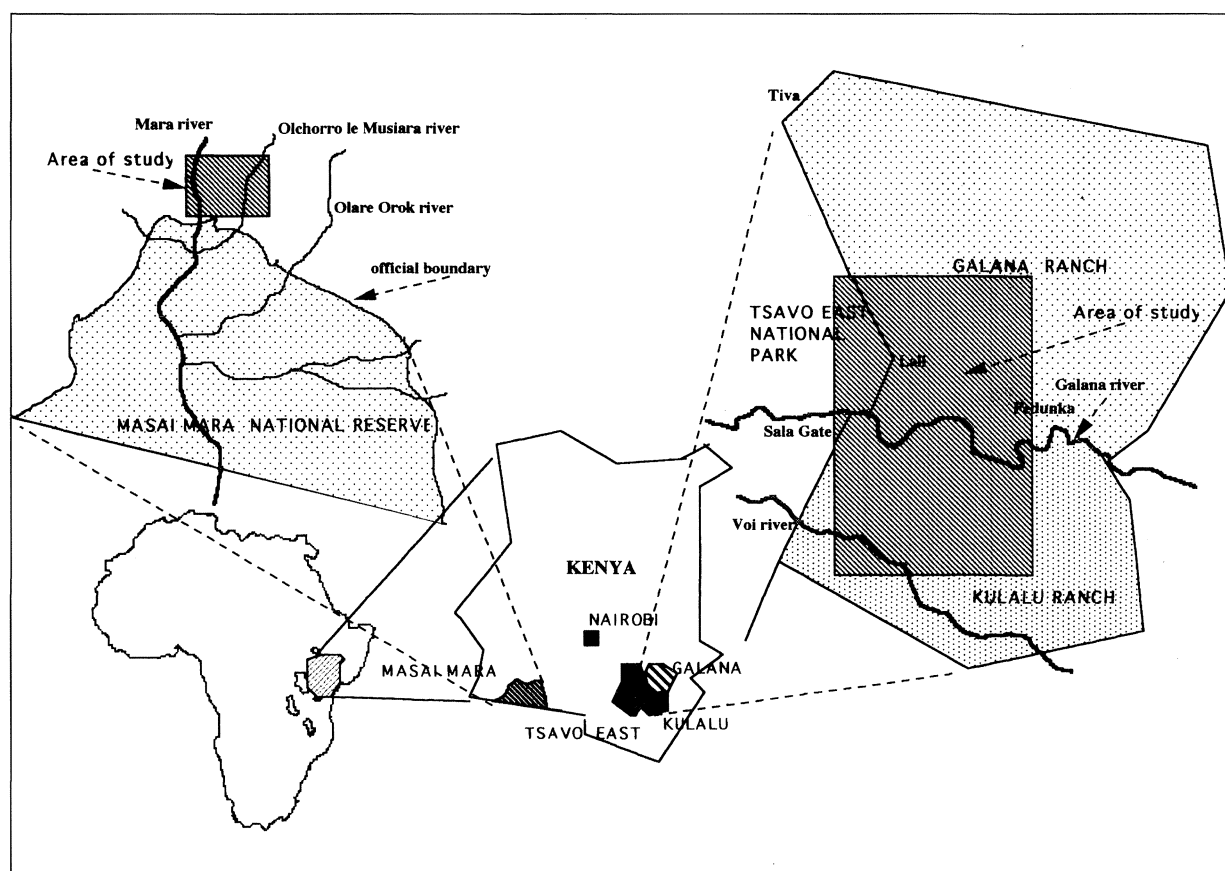 Tiva
Mara river
Olchorro le Musiara river
Area of study
Olare Orok river
official boundary
GALANA RANCH
TSAVO EAST
NATIONAL
PARK
Area of study
Lali
Galana river
Pedunka
MASAI MARA NATIONAL RESERVE
Sala Gate
Voi river
KENYA
KULALU RANCH
NAIROBI
MASAI MARA
GALANA
TSAVO EAST
KULALU